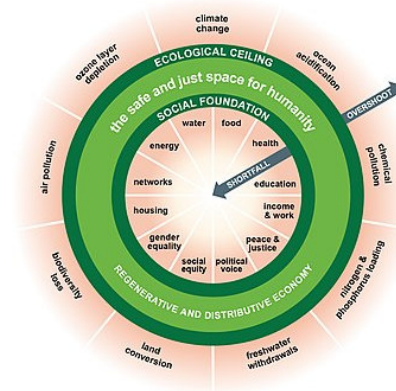 climate
change
ocean
acidification
chemical
pollution
nitrogen &
phosphorus loading
freshwater
withdrawals
land
conversion
biodiversity
loss
air pollution
ozone layer
depletion
ECOLOGICAL CEILING
the safe and just space for humanity
SOCIAL FOUNDATION
OVERSHOOT
SHORTFALL
water
food
health
education
income
& work
peace &
justice
political
voice
social
equity
gender
equality
housing
networks
energy
REGENERATIVE AND DISTRIBUTIVE ECONOMY